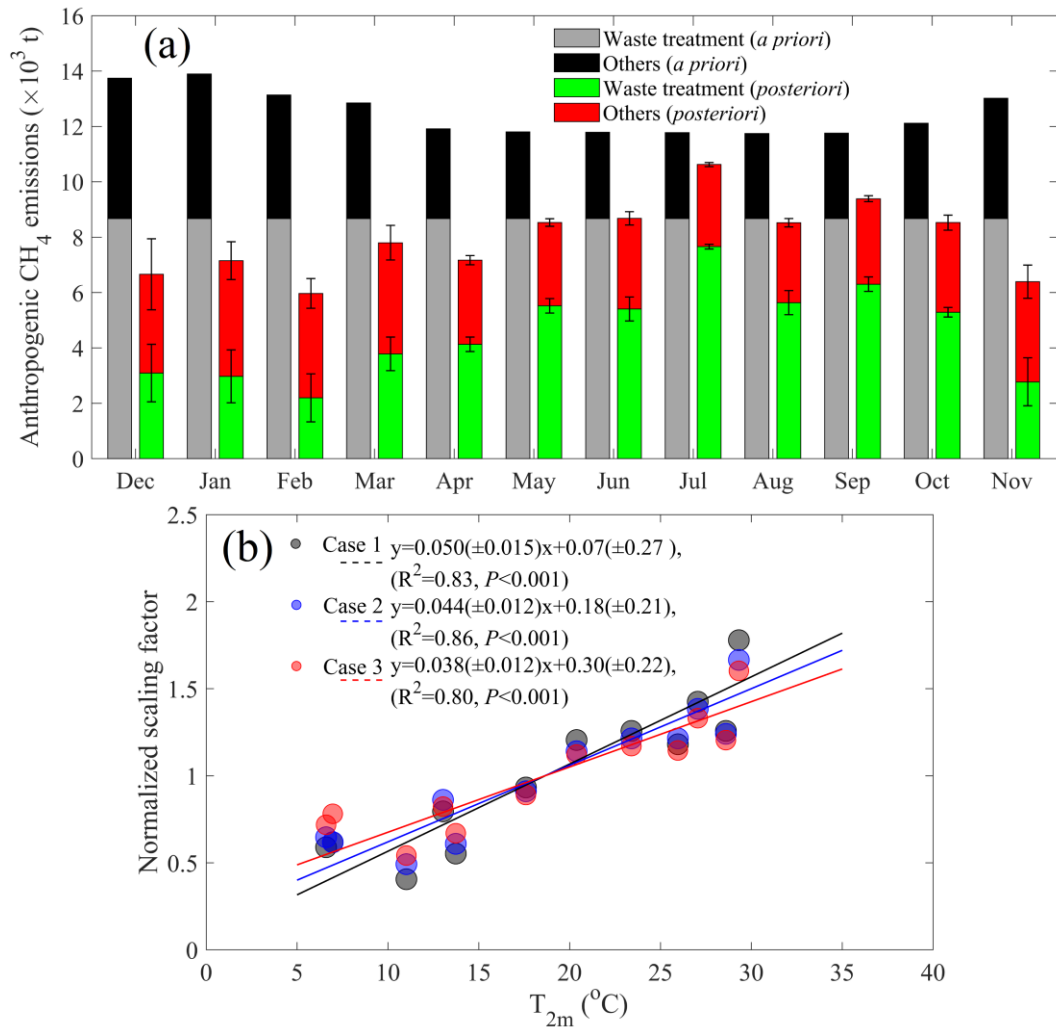 (a)
Anthropogenic CH4 emissions (×10^3 t)
16
14
12
10
8
6
4
2
0
Waste treatment (a priori)
Others (a priori)
Waste treatment (posteriori)
Others (posteriori)
Dec Jan Feb Mar Apr May Jun Jul Aug Sep Oct Nov
(b)
Normalized scaling factor
2.5
2
1.5
1
0.5
0
Case 1 y=0.050(±0.015)x+0.07(±0.27 ),
(R^2=0.83, P<0.001)
Case 2 y=0.044(±0.012)x+0.18(±0.21),
(R^2=0.86, P<0.001)
Case 3 y=0.038(±0.012)x+0.30(±0.22),
(R^2=0.80, P<0.001)
0 5 10 15 20 25 30 35 40
T2m (°C)